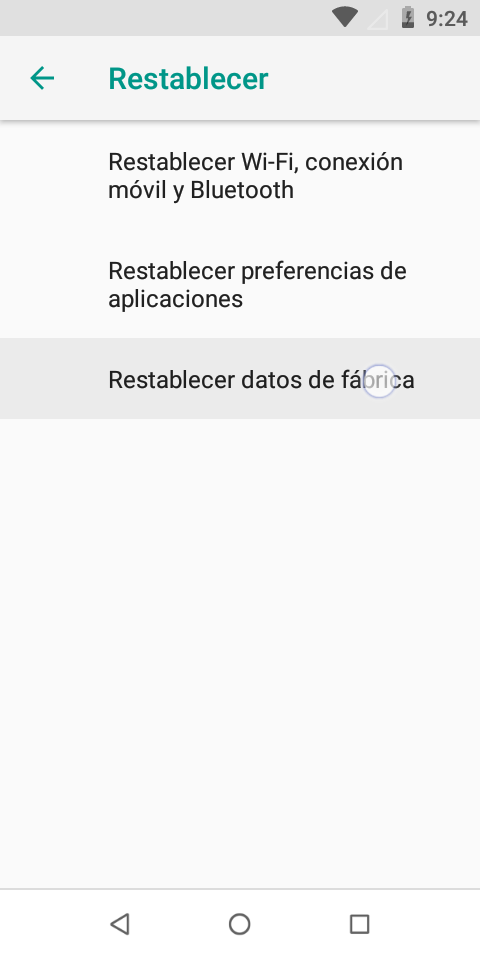 9:24
Restablecer
Restablecer Wi-Fi, conexión
móvil y Bluetooth
Restablecer preferencias de
aplicaciones
Restablecer datos de fábrica